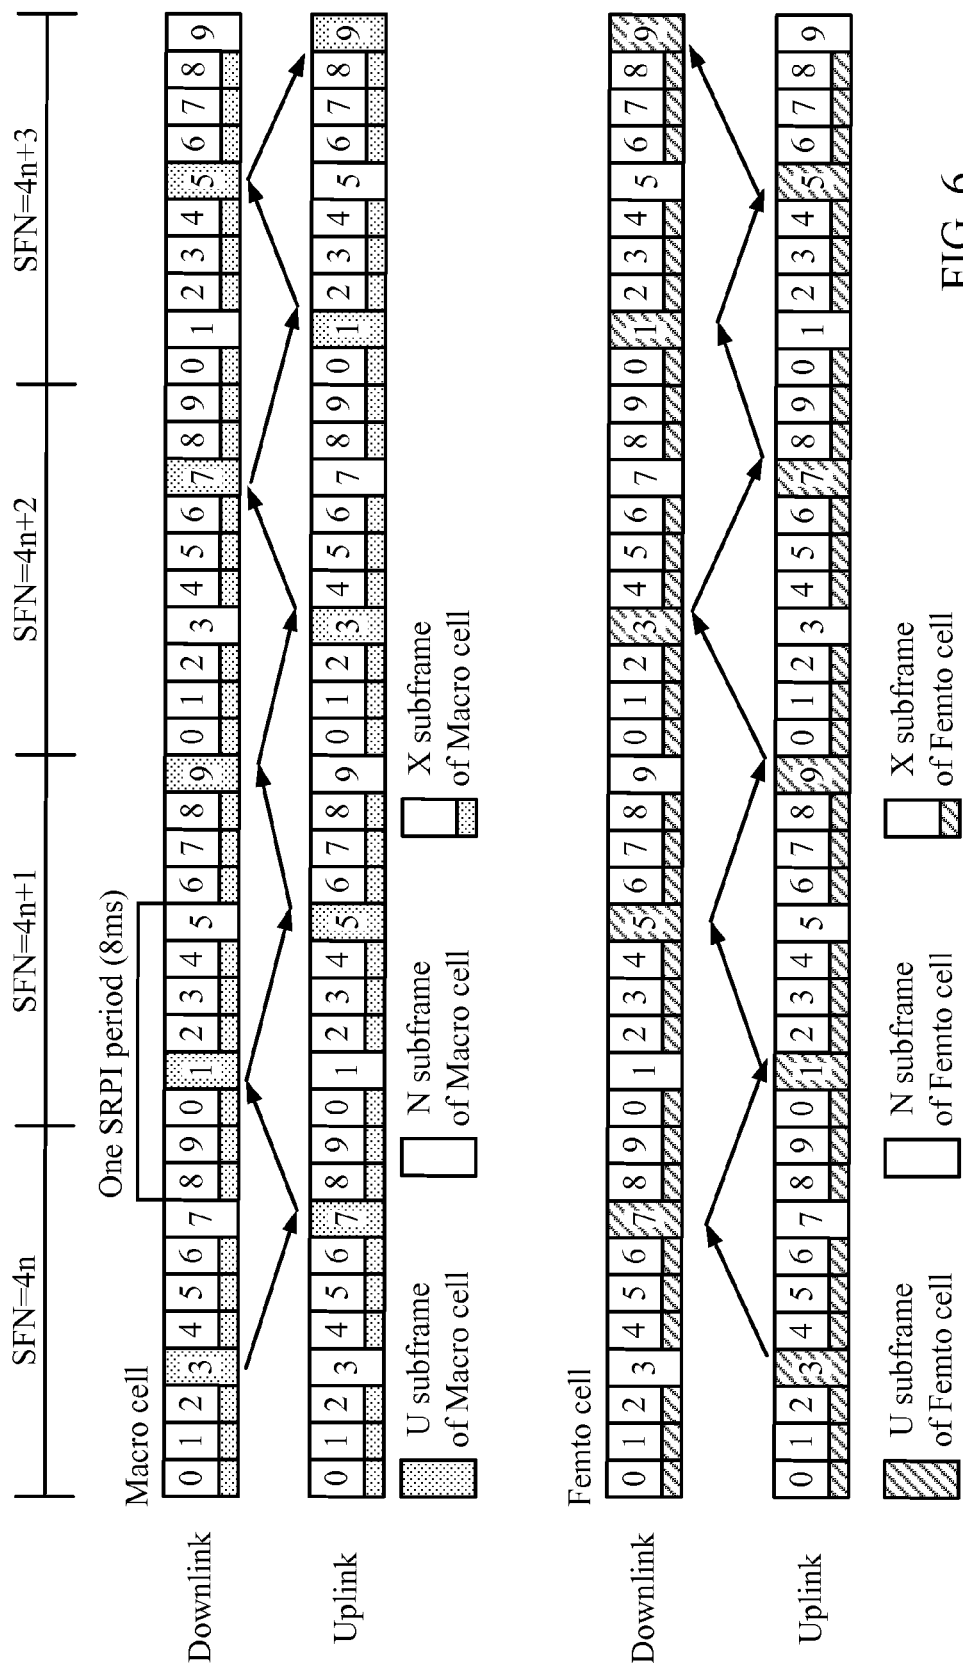 SFN=4n SFN=4n+1 SFN=4n+2 SFN=4n+3
One SRPI period (8ms)
Macro cell
Downlink 0 1 2 3 4 5 6 7 8 9 0 1 2 3 4 5 6 7 8 9 0 1 2 3 4 5 6 7 8 9 0 1 2 3 4 5 6 7 8 9
Uplink 0 1 2 3 4 5 6 7 8 9 0 1 2 3 4 5 6 7 8 9 0 1 2 3 4 5 6 7 8 9 0 1 2 3 4 5 6 7 8 9
U subframe of Macro cell
N subframe of Macro cell
X subframe of Macro cell
Femto cell
Downlink 0 1 2 3 4 5 6 7 8 9 0 1 2 3 4 5 6 7 8 9 0 1 2 3 4 5 6 7 8 9 0 1 2 3 4 5 6 7 8 9
Uplink 0 1 2 3 4 5 6 7 8 9 0 1 2 3 4 5 6 7 8 9 0 1 2 3 4 5 6 7 8 9 0 1 2 3 4 5 6 7 8 9
U subframe of Femto cell
N subframe of Femto cell
X subframe of Femto cell
FIG. 6